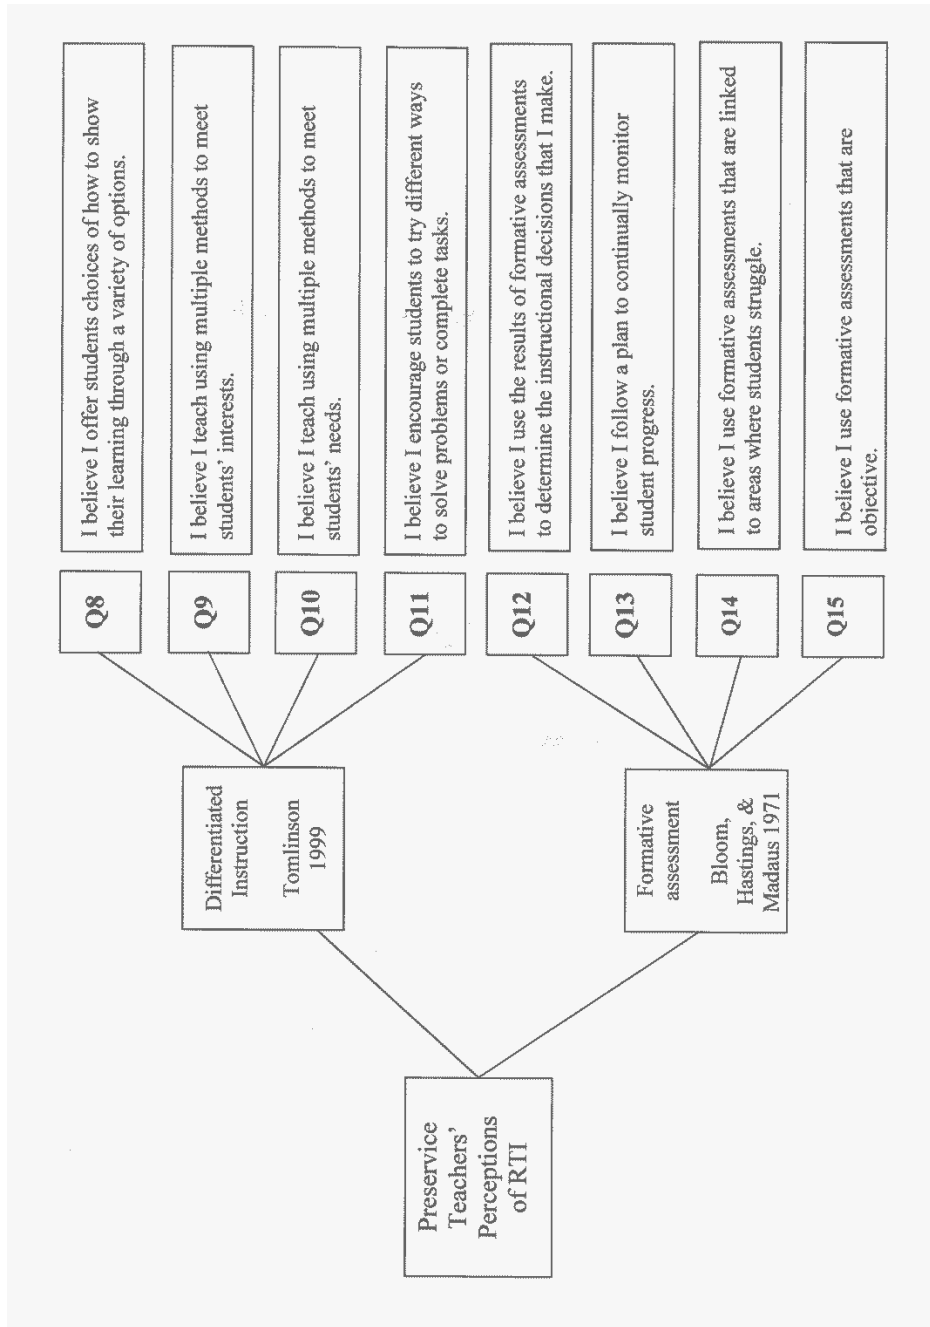 Preservice
Teachers'
Perceptions
of RTI
Differentiated
Instruction
Tomlinson
1999
Q8
I believe I offer students choices of how to show
their learning through a variety of options.
Q9
I believe I teach using multiple methods to meet
students' interests.
Q10
I believe I teach using multiple methods to meet
students' needs.
Q11
I believe I encourage students to try different ways
to solve problems or complete tasks.
Formative
assessment
Bloom,
Hastings, &
Madaus 1971
Q12
I believe I use the results of formative assessments
to determine the instructional decisions that I make.
Q13
I believe I follow a plan to continually monitor
student progress.
Q14
I believe I use formative assessments that are linked
to areas where students struggle.
Q15
I believe I use formative assessments that are
objective.